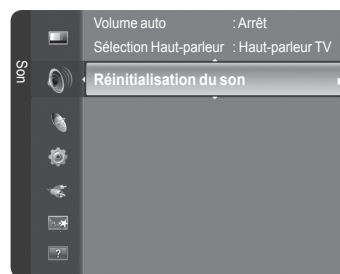 Volume auto : Arrêt
Sélection Haut-parleur : Haut-parleur TV
Son
Réinitialisation du son
?